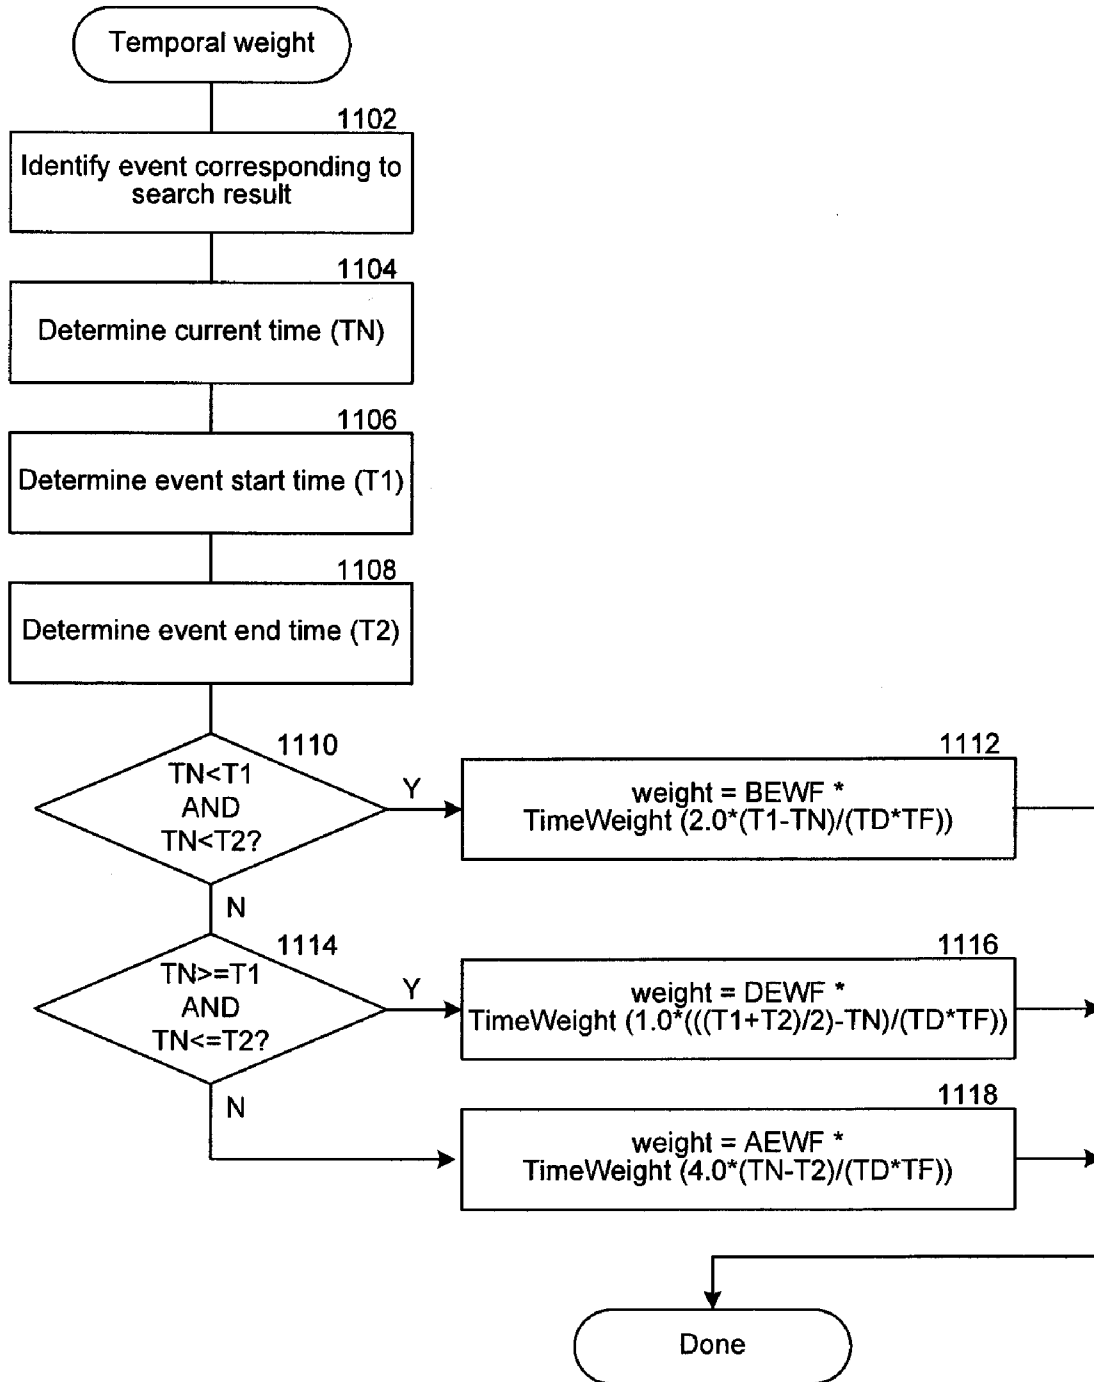 Temporal weight
1102
Identify event corresponding to
search result
1104
Determine current time (TN)
1106
Determine event start time (T1)
1108
Determine event end time (T2)
1110
TN<T1
AND
TN<T2?
Y
1112
weight = BEWF *
TimeWeight (2.0*(T1-TN)/(TD*TF))
N
1114
TN>=T1
AND
TN<=T2?
Y
1116
weight = DEWF *
TimeWeight (1.0*(((T1+T2)/2)-TN)/(TD*TF))
N
1118
weight = AEWF *
TimeWeight (4.0*(TN-T2)/(TD*TF))
Done